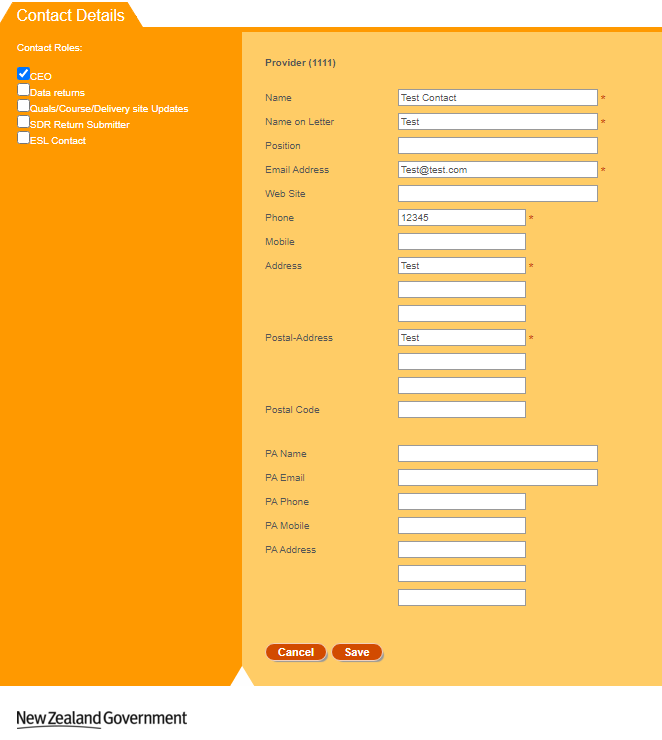 Contact Details
Contact Roles:
CEO
Data returns
Quals/Course/Delivery site Updates
SDR Return Submitter
ESL Contact
Provider (1111)
Name Test Contact *
Name on Letter Test *
Position
Email Address Test@test.com *
Web Site
Phone 12345 *
Mobile
Address Test *
Postal-Address Test *
Postal Code
PA Name
PA Email
PA Phone
PA Mobile
PA Address
Cancel Save
New Zealand Government